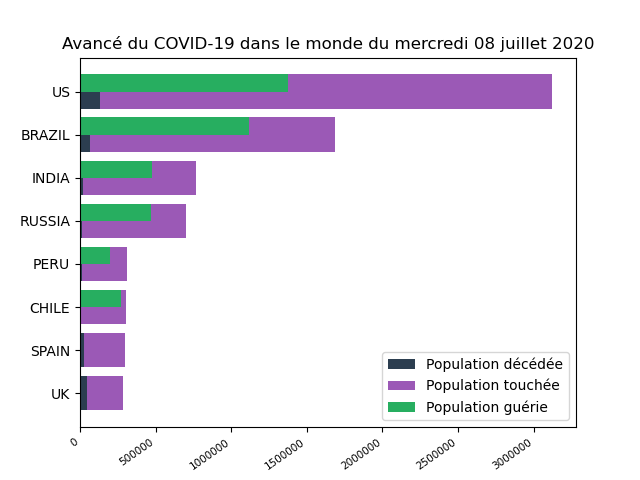 Avancé du COVID-19 dans le monde du mercredi 08 juillet 2020
US
BRAZIL
INDIA
RUSSIA
PERU
CHILE
SPAIN
UK
Population décédée
Population touchée
Population guérie
0 500000 1000000 1500000 2000000 2500000 3000000